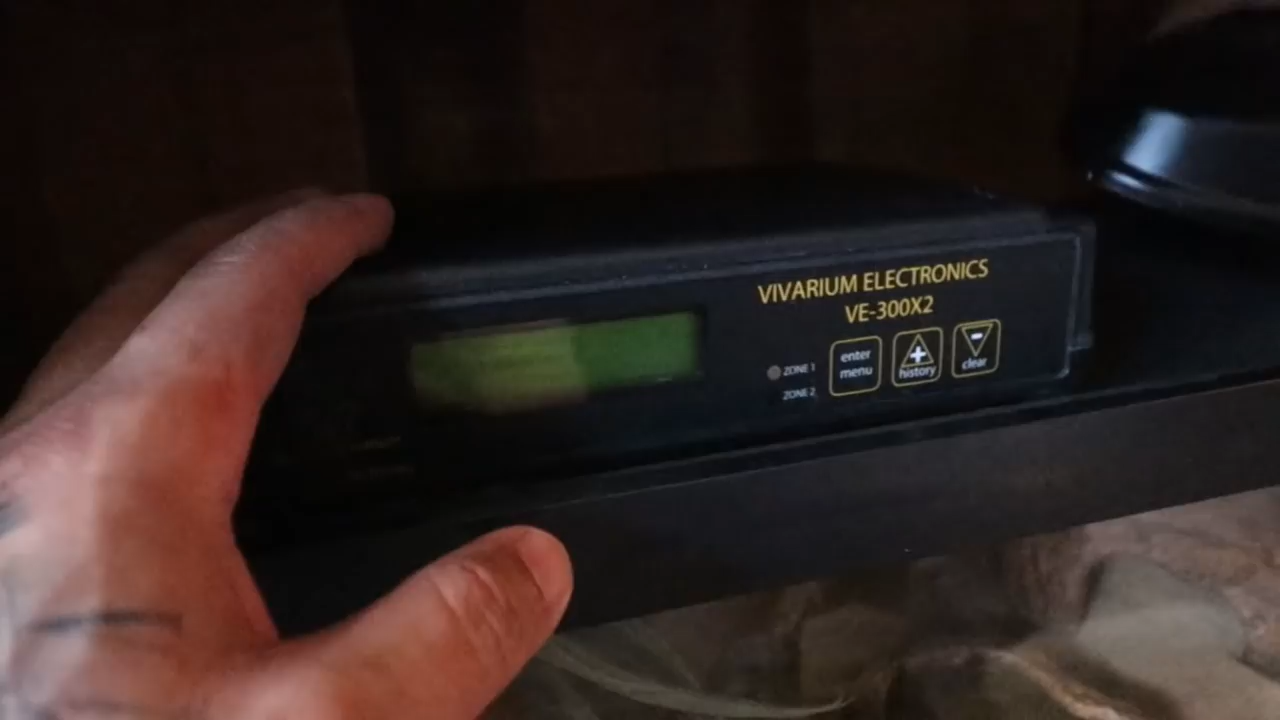 VIVARIUM ELECTRONICS
VE-300X2
ZONE 1
ZONE 2
enter
menu
+
history
-
clear